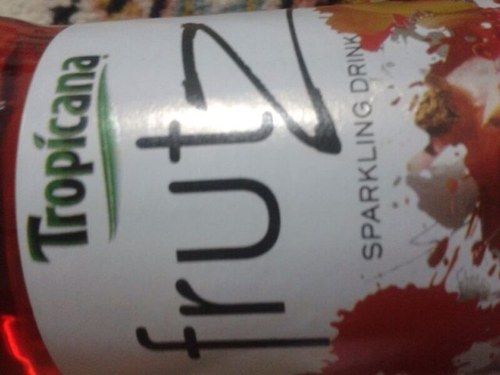 Tropicana
frutz
SPARKLING DRINK